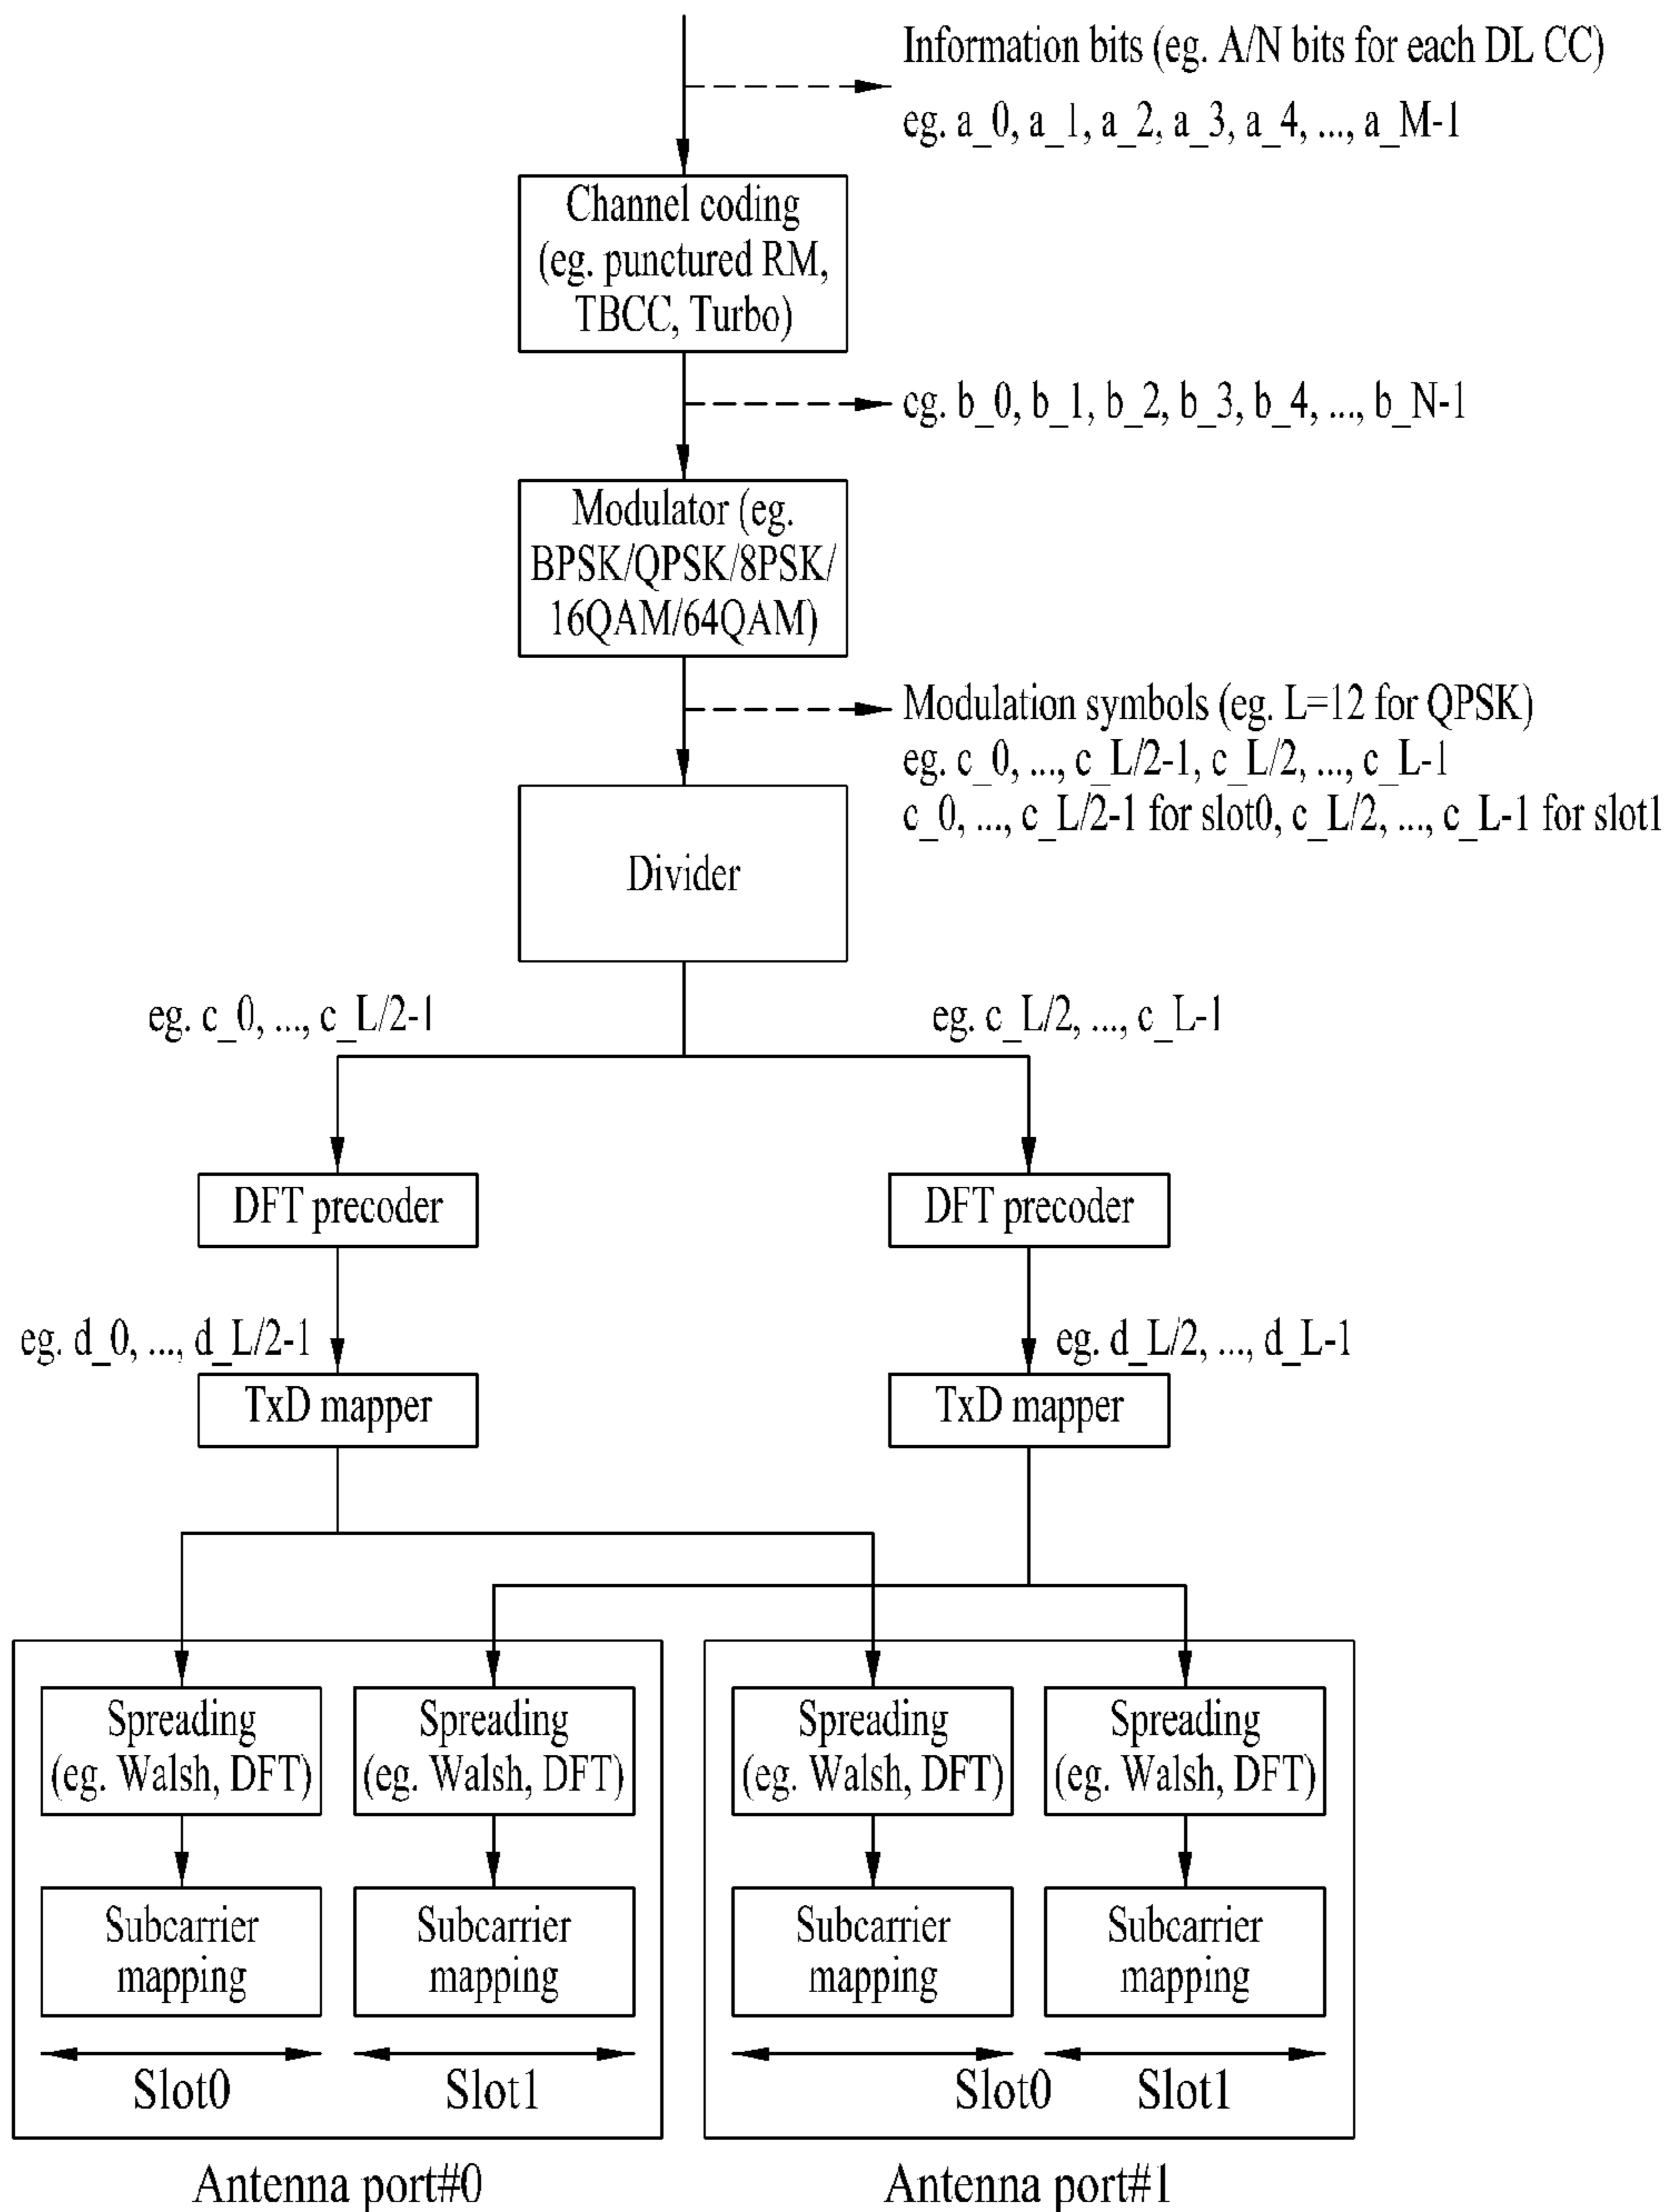 Information bits (eg. A/N bits for each DL CC)
eg. a_0, a_1, a_2, a_3, a_4, ..., a_M-1
Channel coding
(eg. punctured RM,
TBCC, Turbo)
cg. b_0, b_1, b_2, b_3, b_4, ..., b_N-1
Modulator (eg.
BPSK/QPSK/8PSK/
16QAM/64QAM)
Modulation symbols (eg. L=12 for QPSK)
eg. c_0, ..., c_L/2-1, c_L/2, ..., c_L-1
c_0, ..., c_L/2-1 for slot0, c_L/2, ..., c_L-1 for slot1
Divider
eg. c_0, ..., c_L/2-1
eg. c_L/2, ..., c_L-1
DFT precoder
DFT precoder
eg. d_0, ..., d_L/2-1
eg. d_L/2, ..., d_L-1
TxD mapper
TxD mapper
Spreading
(eg. Walsh, DFT)
Spreading
(eg. Walsh, DFT)
Spreading
(eg. Walsh, DFT)
Spreading
(eg. Walsh, DFT)
Subcarrier
mapping
Subcarrier
mapping
Subcarrier
mapping
Subcarrier
mapping
Slot0
Slot1
Slot0
Slot1
Antenna port#0
Antenna port#1